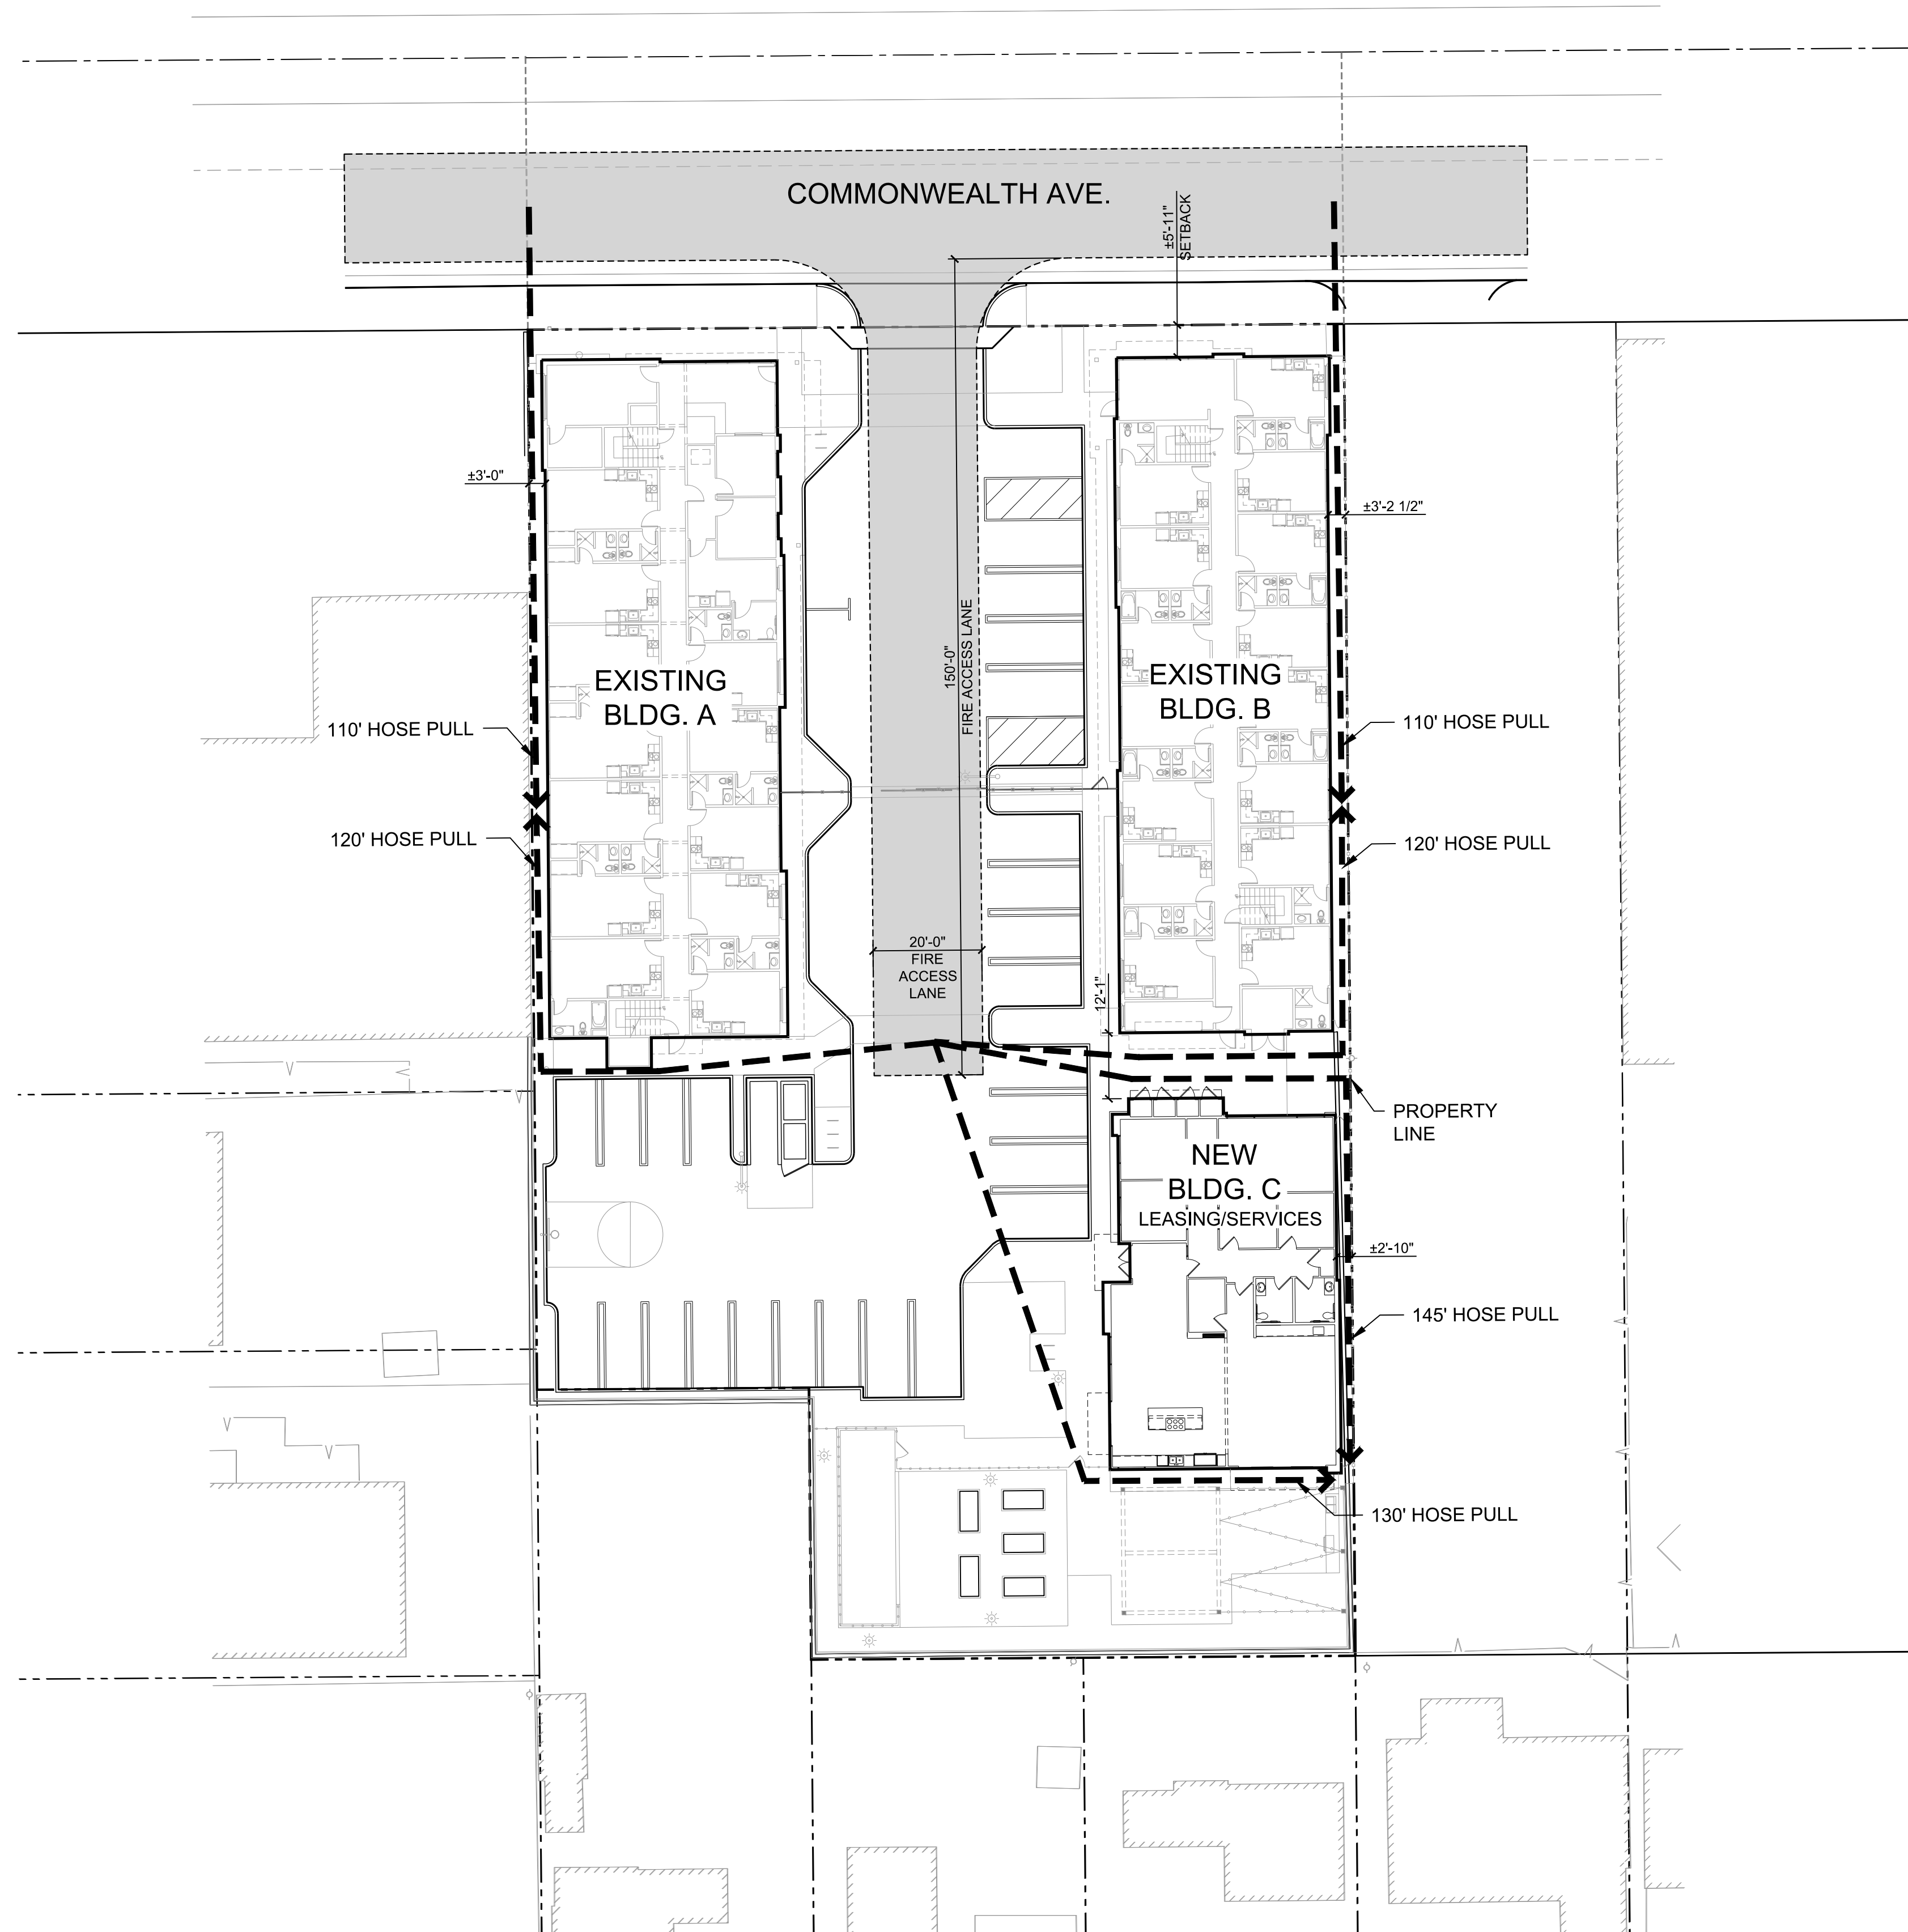 COMMONWEALTH AVE.
±5'-11"
SETBACK
±3'-0"
±3'-2 1/2"
150'-0"
FIRE ACCESS LANE
EXISTING
BLDG. A
EXISTING
BLDG. B
110' HOSE PULL
110' HOSE PULL
120' HOSE PULL
120' HOSE PULL
20'-0"
FIRE
ACCESS
LANE
12'-1"
PROPERTY
LINE
NEW
BLDG. C
LEASING/SERVICES
±2'-10"
145' HOSE PULL
130' HOSE PULL